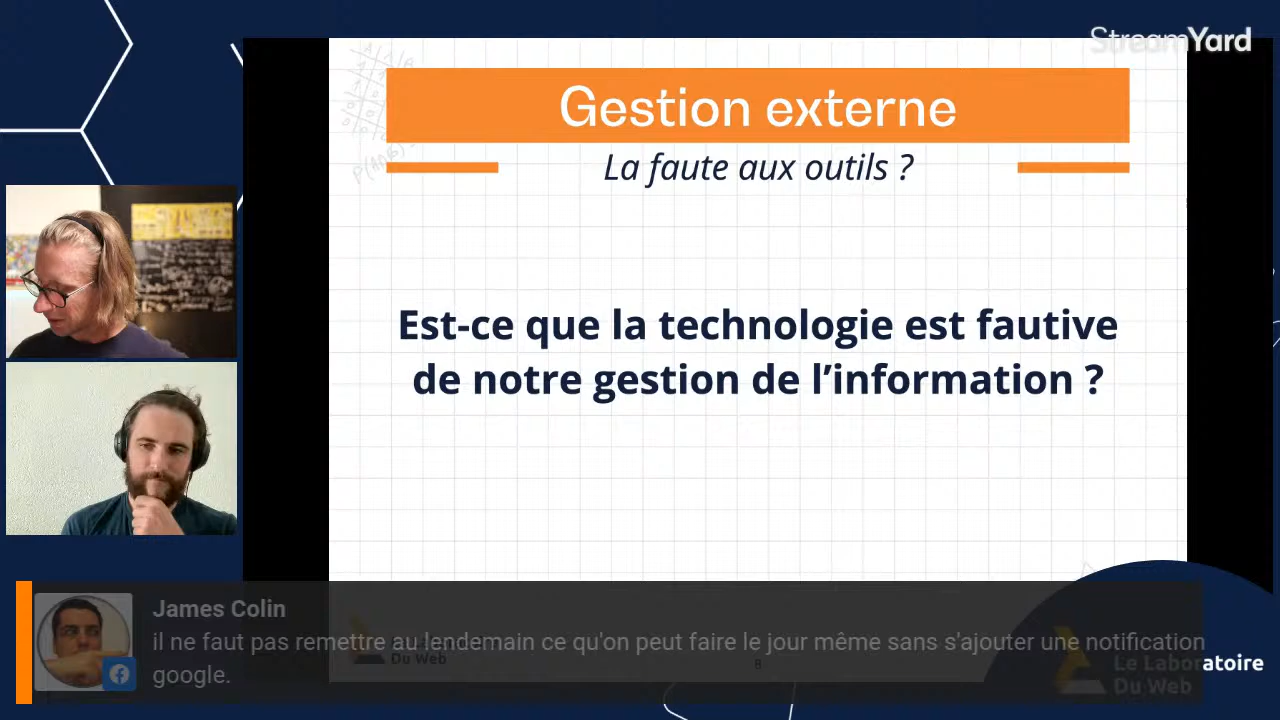 StreamYard
Gestion externe
La faute aux outils ?
Est-ce que la technologie est fautive
de notre gestion de l’information ?
James Colin
il ne faut pas remettre au lendemain ce qu'on peut faire le jour même sans s'ajouter une notification
google.
Du Web
8
Le Laboratoire
Du Web